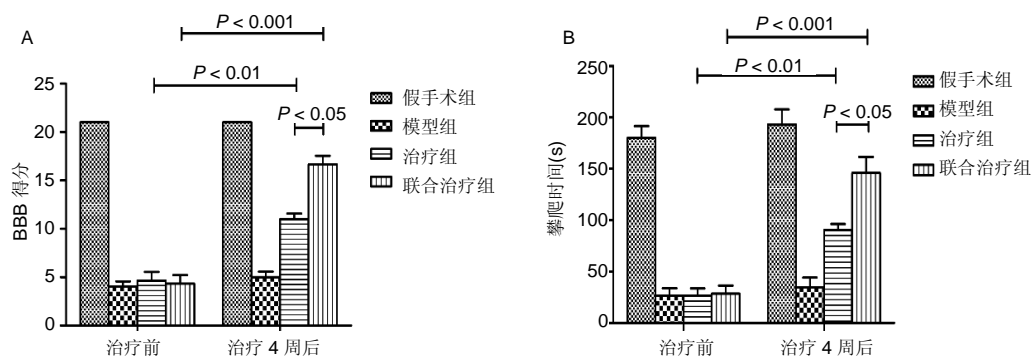 A
P < 0.001
P < 0.01
P < 0.05
BBB 得分
25
20
15
10
5
0
治疗前
治疗 4 周后
假手术组
模型组
治疗组
联合治疗组
B
P < 0.001
P < 0.01
P < 0.05
攀爬时间(s)
250
200
150
100
50
0
治疗前
治疗 4 周后
假手术组
模型组
治疗组
联合治疗组